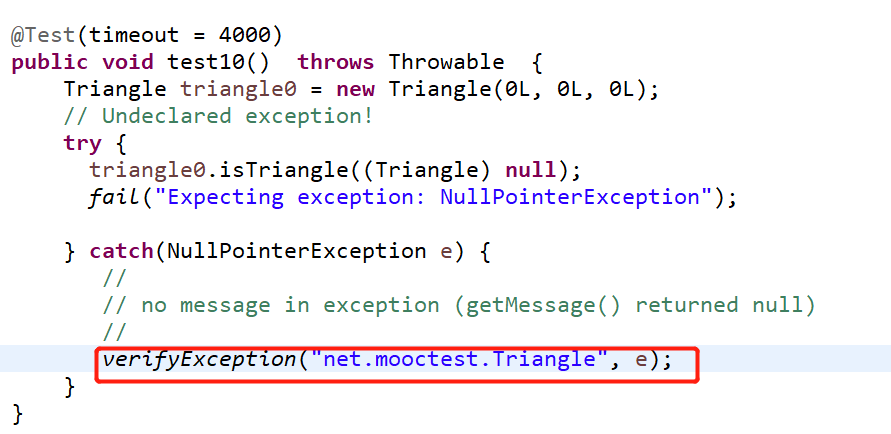 @Test(timeout = 4000)
public void test10()  throws Throwable  {
    Triangle triangle0 = new Triangle(0L, 0L, 0L);
    // Undeclared exception!
    try {
      triangle0.isTriangle((Triangle) null);
      fail("Expecting exception: NullPointerException");
    } catch(NullPointerException e) {
       //
       // no message in exception (getMessage() returned null)
       //
       verifyException("net.mooctest.Triangle", e);
    }
}